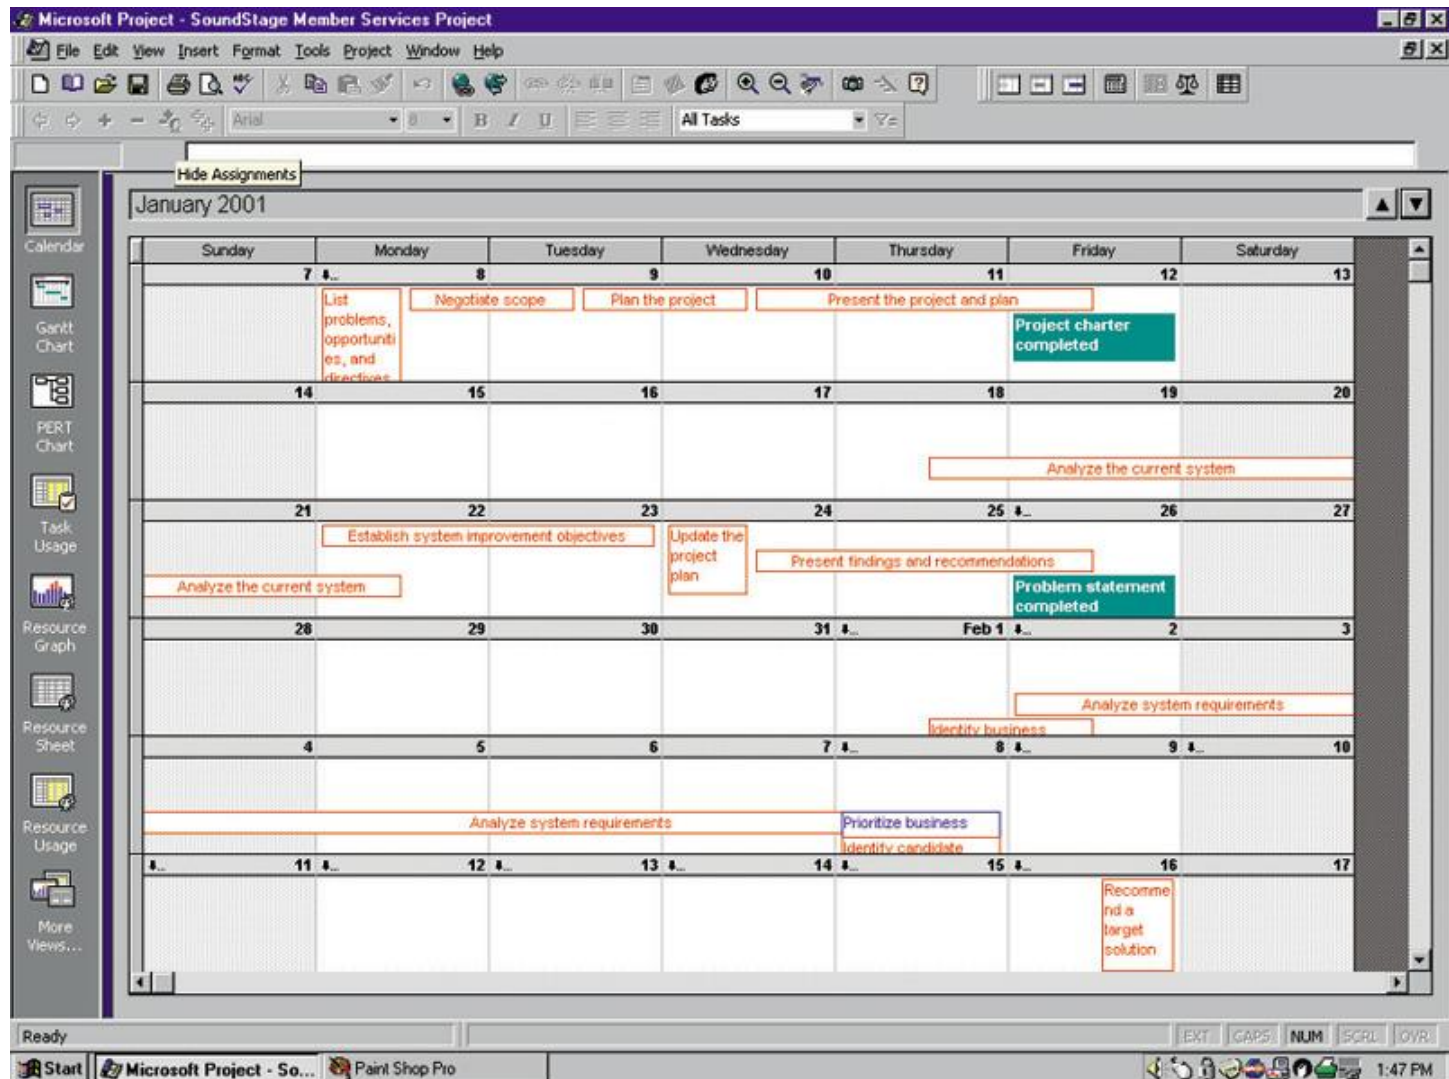 Microsoft Project - SoundStage Member Services Project
File Edit View Insert Format Tools Project Window Help
Arial 8 B I U All Tasks
Hide Assignments
January 2001
Calendar
Gantt
Chart
PERT
Chart
Task
Usage
Resource
Graph
Resource
Sheet
Resource
Usage
More
Views...
Sunday Monday Tuesday Wednesday Thursday Friday Saturday
7 8 9 10 11 12 13
List
problems,
opportuniti
es, and
directives
Negotiate scope
Plan the project
Present the project and plan
Project charter
completed
14 15 16 17 18 19 20
Analyze the current system
21 22 23 24 25 26 27
Establish system improvement objectives
Update the
project
plan
Present findings and recommendations
Analyze the current system
Problem statement
completed
28 29 30 31 Feb 1 2 3
Analyze system requirements
Identify business
4 5 6 7 8 9 10
Analyze system requirements
Prioritize business
Identify candidate
11 12 13 14 15 16 17
Recomme
nd a
target
solution
Ready
EXT CAPS NUM SCRL OVR
Start Microsoft Project - So... Paint Shop Pro 1:47 PM